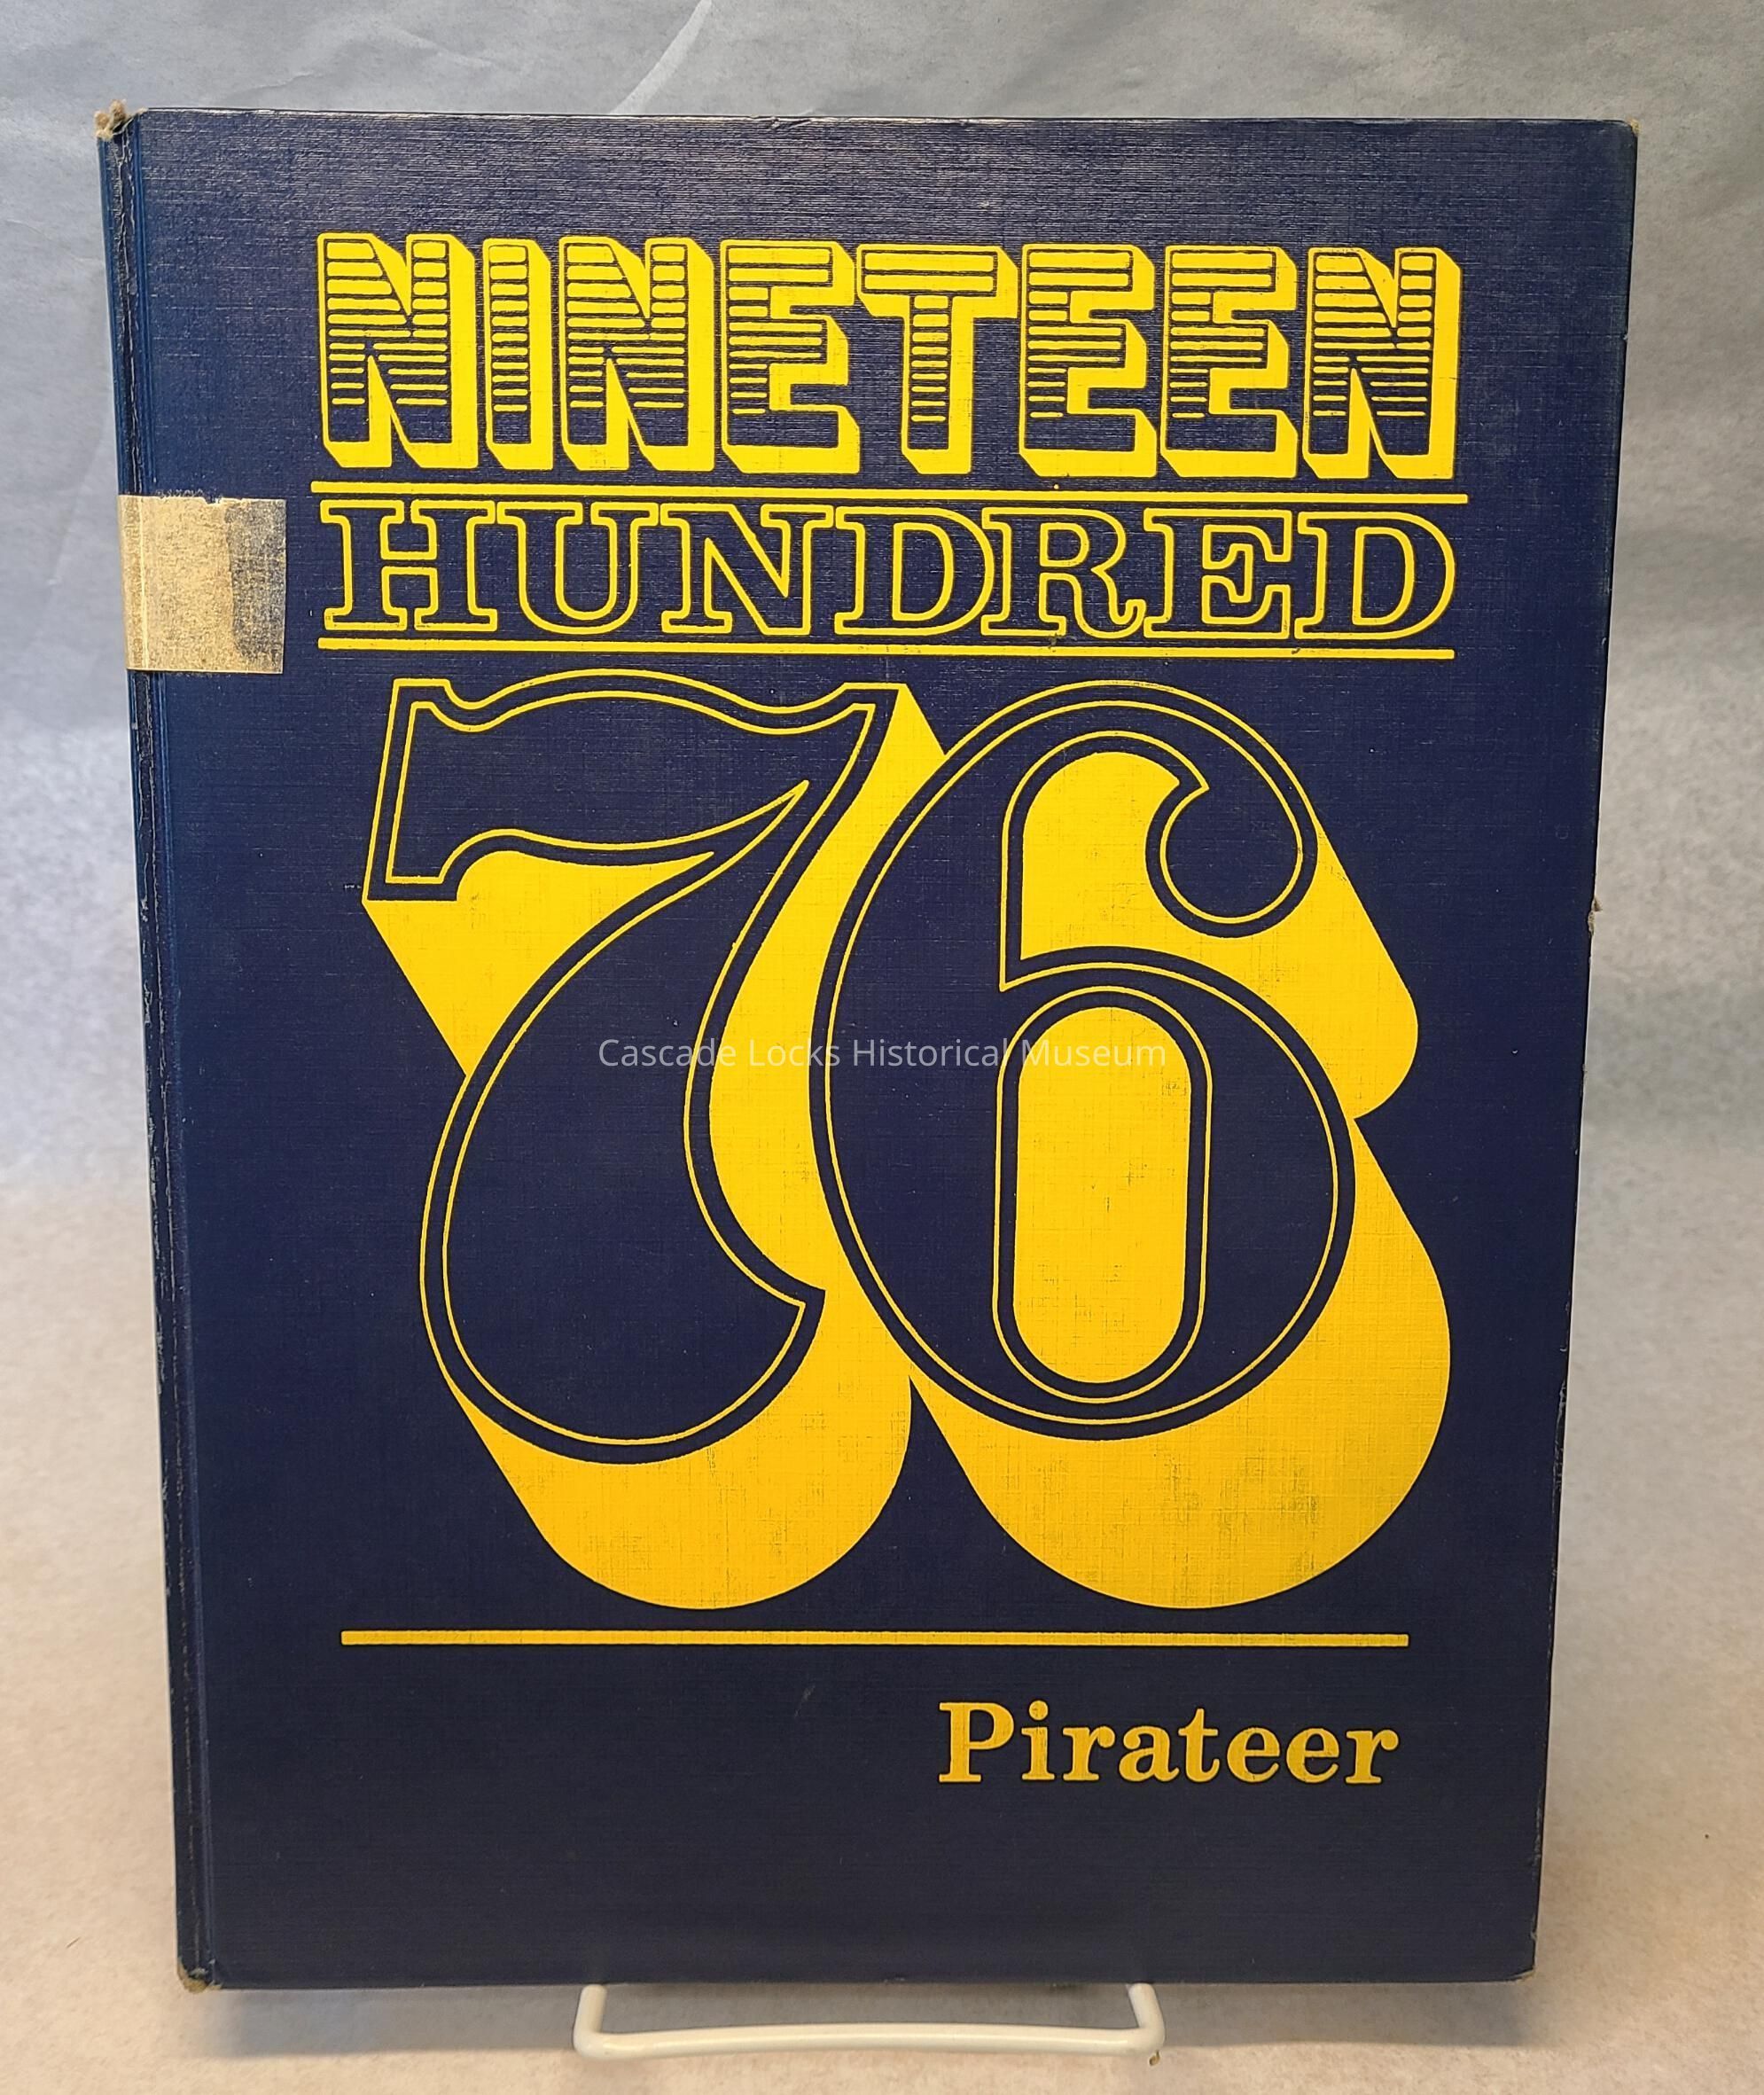 NINETEEN
HUNDRED
76
Cascade Locks Historical Museum
Pirateer